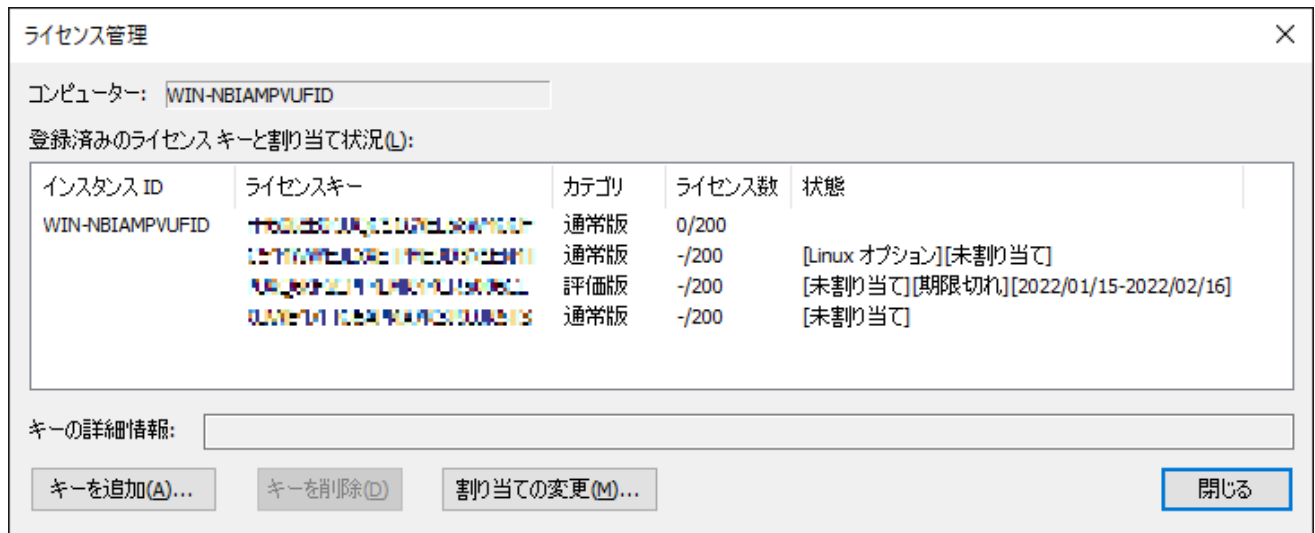 ライセンス管理
コンピューター: WIN-NBIAMPVUFID
登録済みのライセンス キーと割り当て状況(L):
インスタンス ID ライセンスキー カテゴリ ライセンス数 状態
WIN-NBIAMPVUFID 通常版 0/200
通常版 -/200 [Linux オプション][未割り当て]
評価版 -/200 [未割り当て][期限切れ][2022/01/15-2022/02/16]
通常版 -/200 [未割り当て]
キーの詳細情報:
キーを追加(A)... キーを削除(D) 割り当ての変更(M)... 閉じる